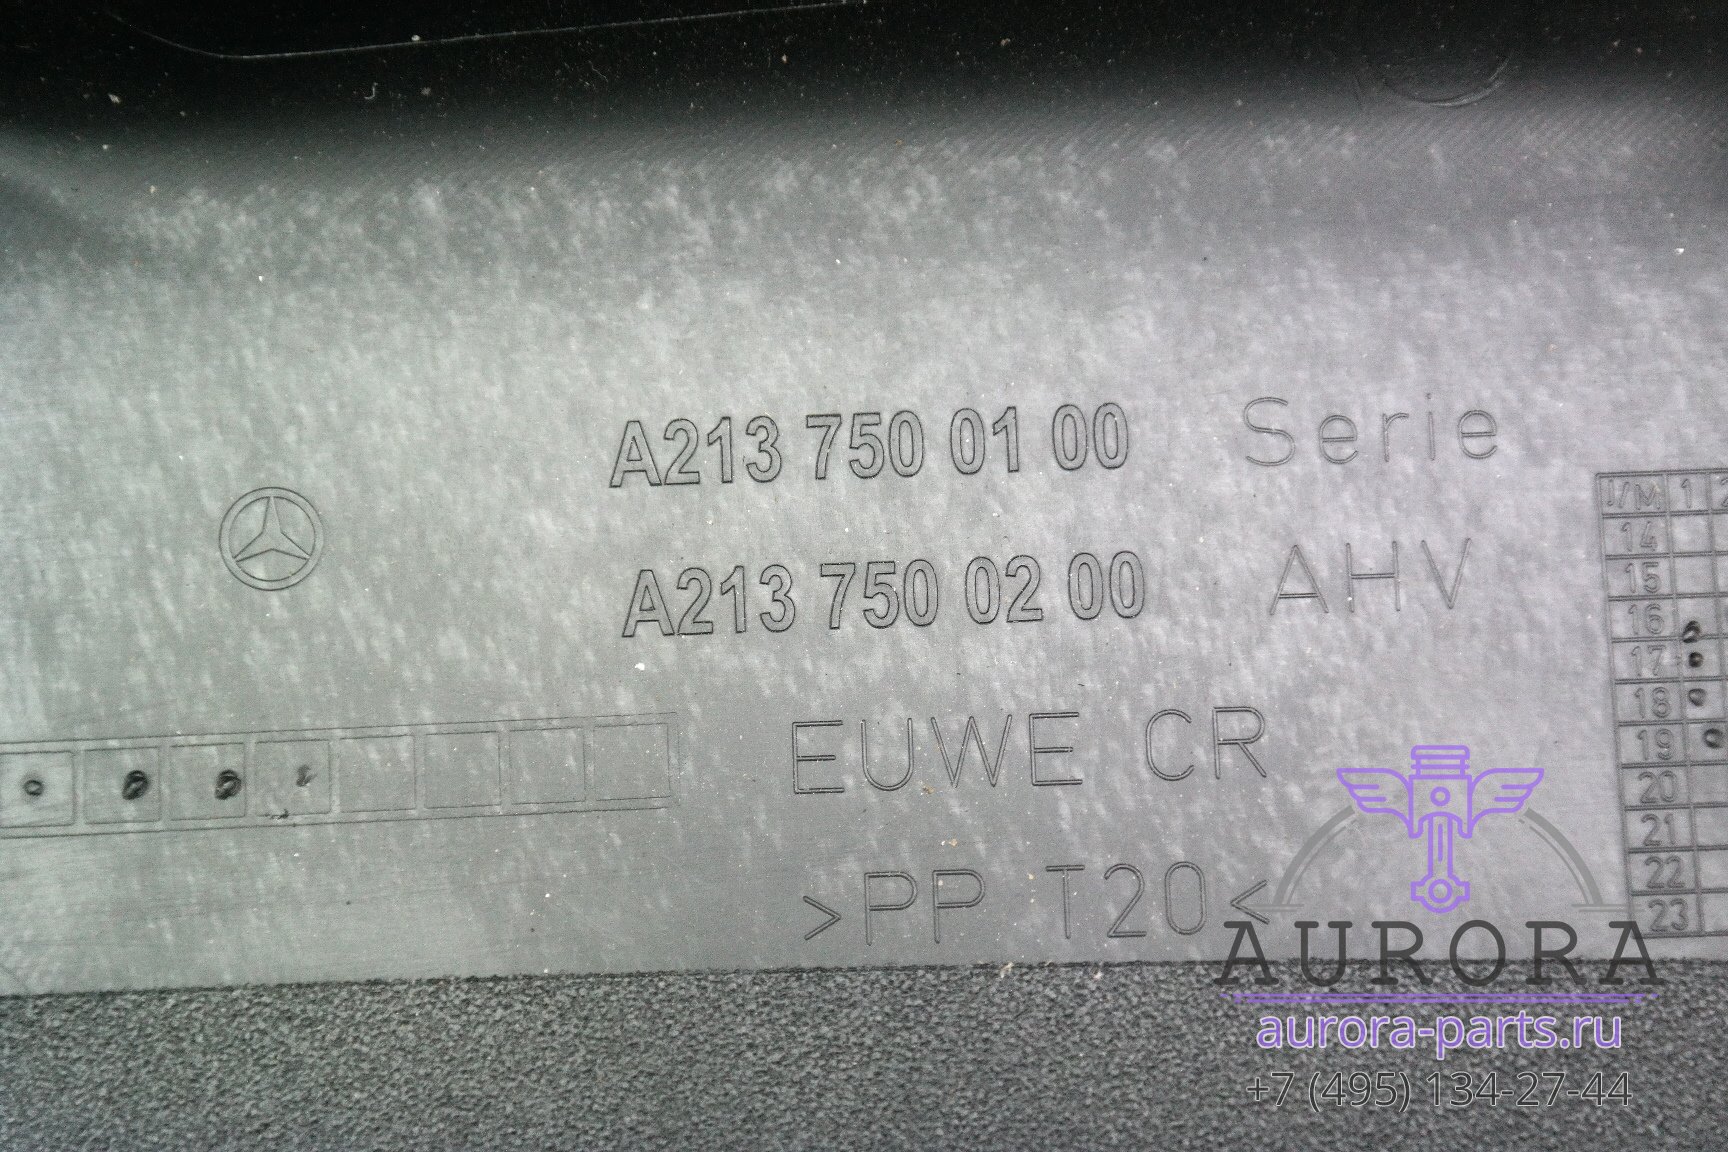 A213 750 01 00 Serie
A213 750 02 00 AHV
EUWE CR
>PP T20<
J/M 1 2
14
15
16
17
18
19
20
21
22
23
AURORA
aurora-parts.ru
+7 (495) 134-27-44